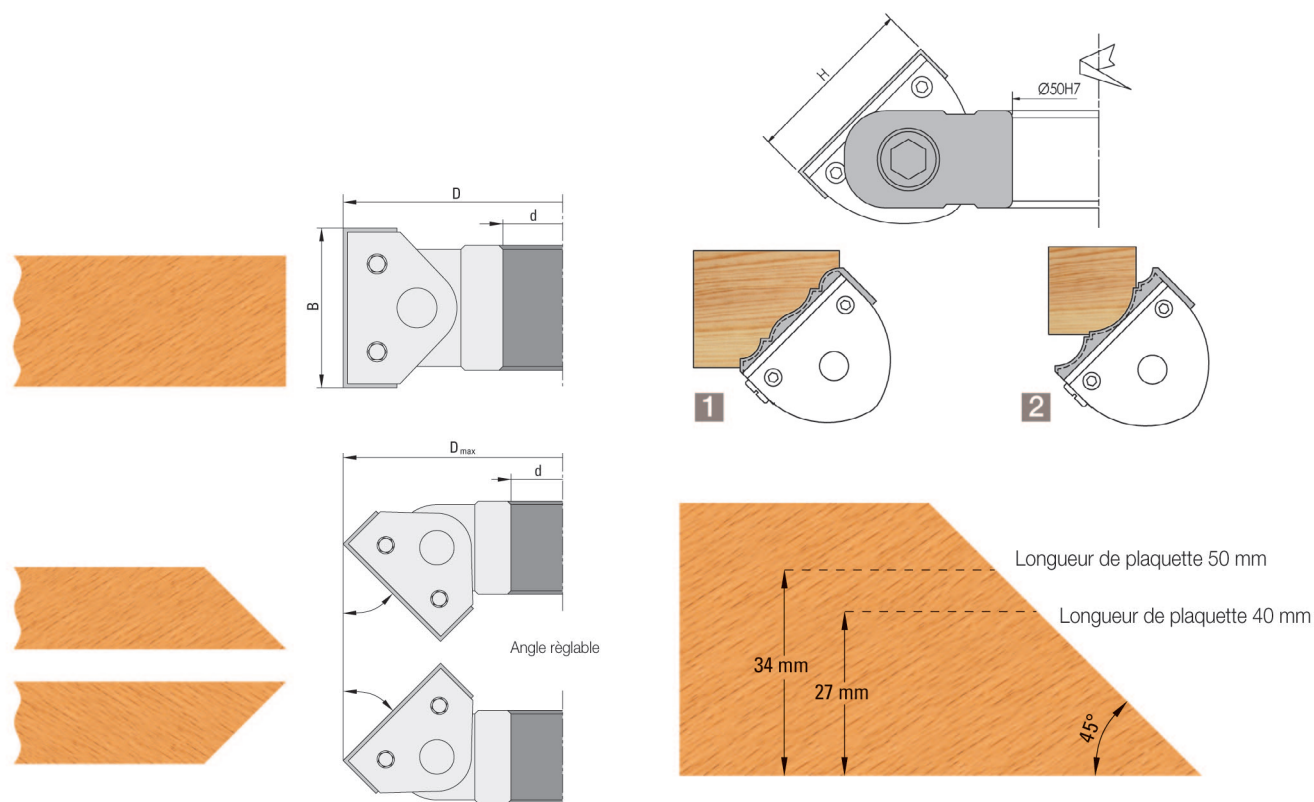 H
Ø50H7
D
d
B
1
2
D max
d
Angle règlable
Longueur de plaquette 50 mm
Longueur de plaquette 40 mm
34 mm
27 mm
45°